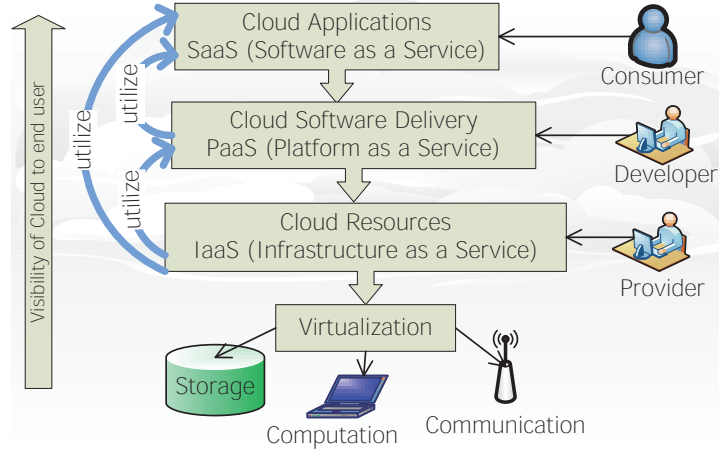 Cloud Applications
SaaS (Software as a Service)
Consumer
utilize
utilize
Cloud Software Delivery
PaaS (Platform as a Service)
Developer
utilize
Cloud Resources
IaaS (Infrastructure as a Service)
Provider
Visibility of Cloud to end user
Virtualization
Storage
Computation
Communication